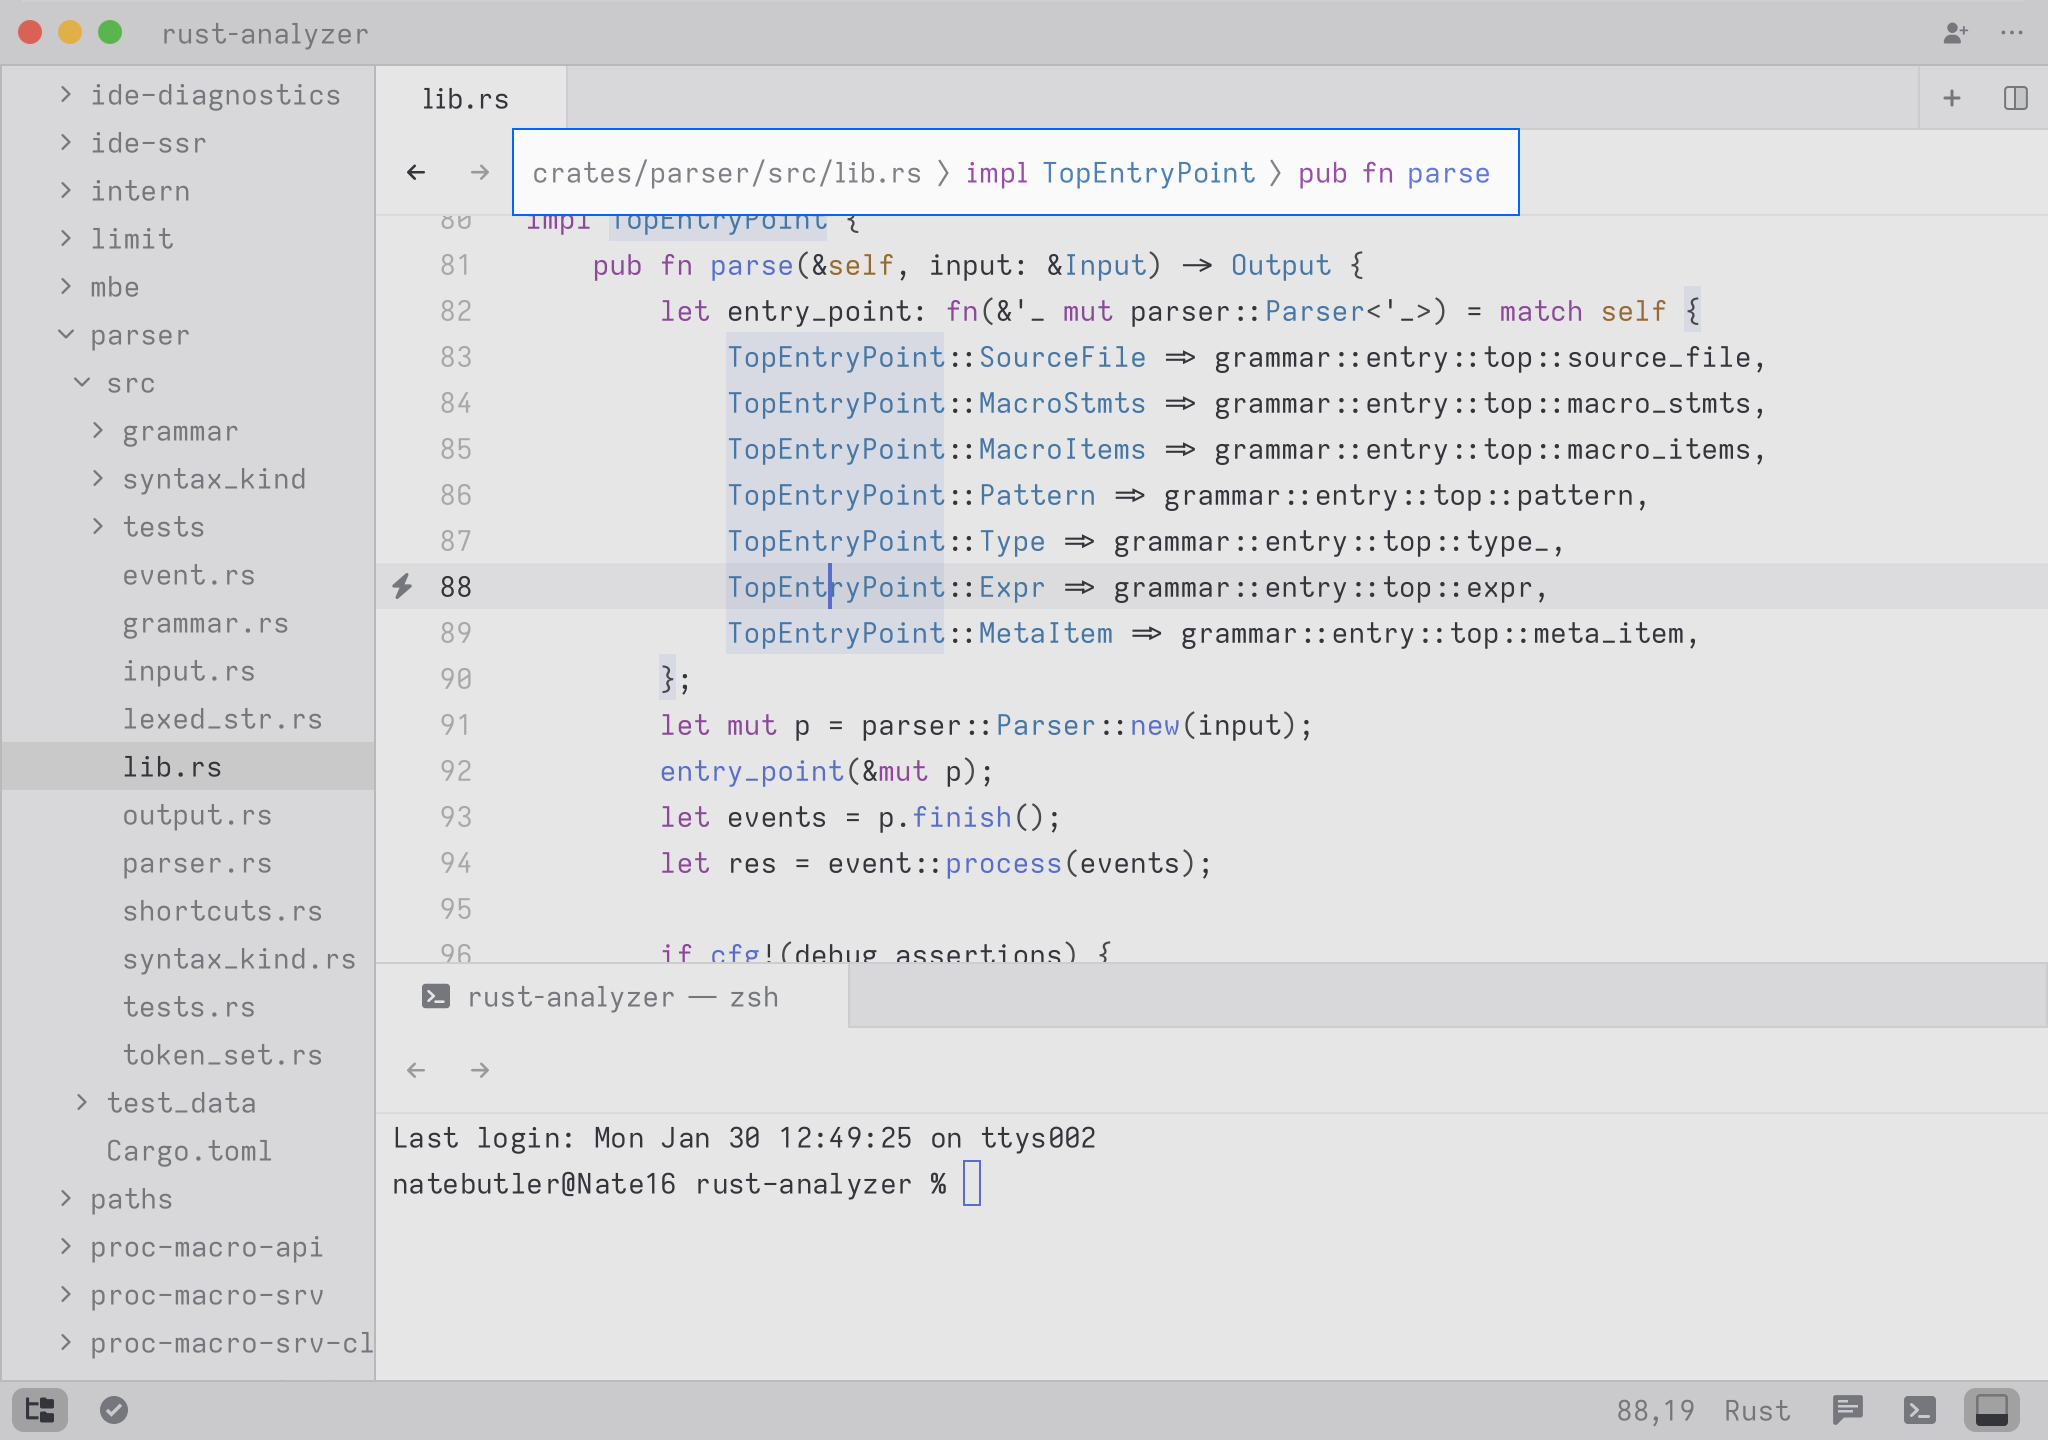 rust-analyzer
ide-diagnostics
ide-ssr
intern
limit
mbe
parser
src
grammar
syntax_kind
tests
event.rs
grammar.rs
input.rs
lexed_str.rs
lib.rs
output.rs
parser.rs
shortcuts.rs
syntax_kind.rs
tests.rs
token_set.rs
test_data
Cargo.toml
paths
proc-macro-api
proc-macro-srv
proc-macro-srv-cl
lib.rs
crates/parser/src/lib.rs 〉 impl TopEntryPoint 〉 pub fn parse
80 impl TopEntryPoint {
81 pub fn parse(&self, input: &Input) -> Output {
82 let entry_point: fn(&'_ mut parser::Parser<'_>) = match self {
83 TopEntryPoint::SourceFile => grammar::entry::top::source_file,
84 TopEntryPoint::MacroStmts => grammar::entry::top::macro_stmts,
85 TopEntryPoint::MacroItems => grammar::entry::top::macro_items,
86 TopEntryPoint::Pattern => grammar::entry::top::pattern,
87 TopEntryPoint::Type => grammar::entry::top::type_,
88 TopEntryPoint::Expr => grammar::entry::top::expr,
89 TopEntryPoint::MetaItem => grammar::entry::top::meta_item,
90 };
91 let mut p = parser::Parser::new(input);
92 entry_point(&mut p);
93 let events = p.finish();
94 let res = event::process(events);
95
96 if cfg!(debug_assertions) {
rust-analyzer — zsh
Last login: Mon Jan 30 12:49:25 on ttys002
natebutler@Nate16 rust-analyzer %
88,19 Rust